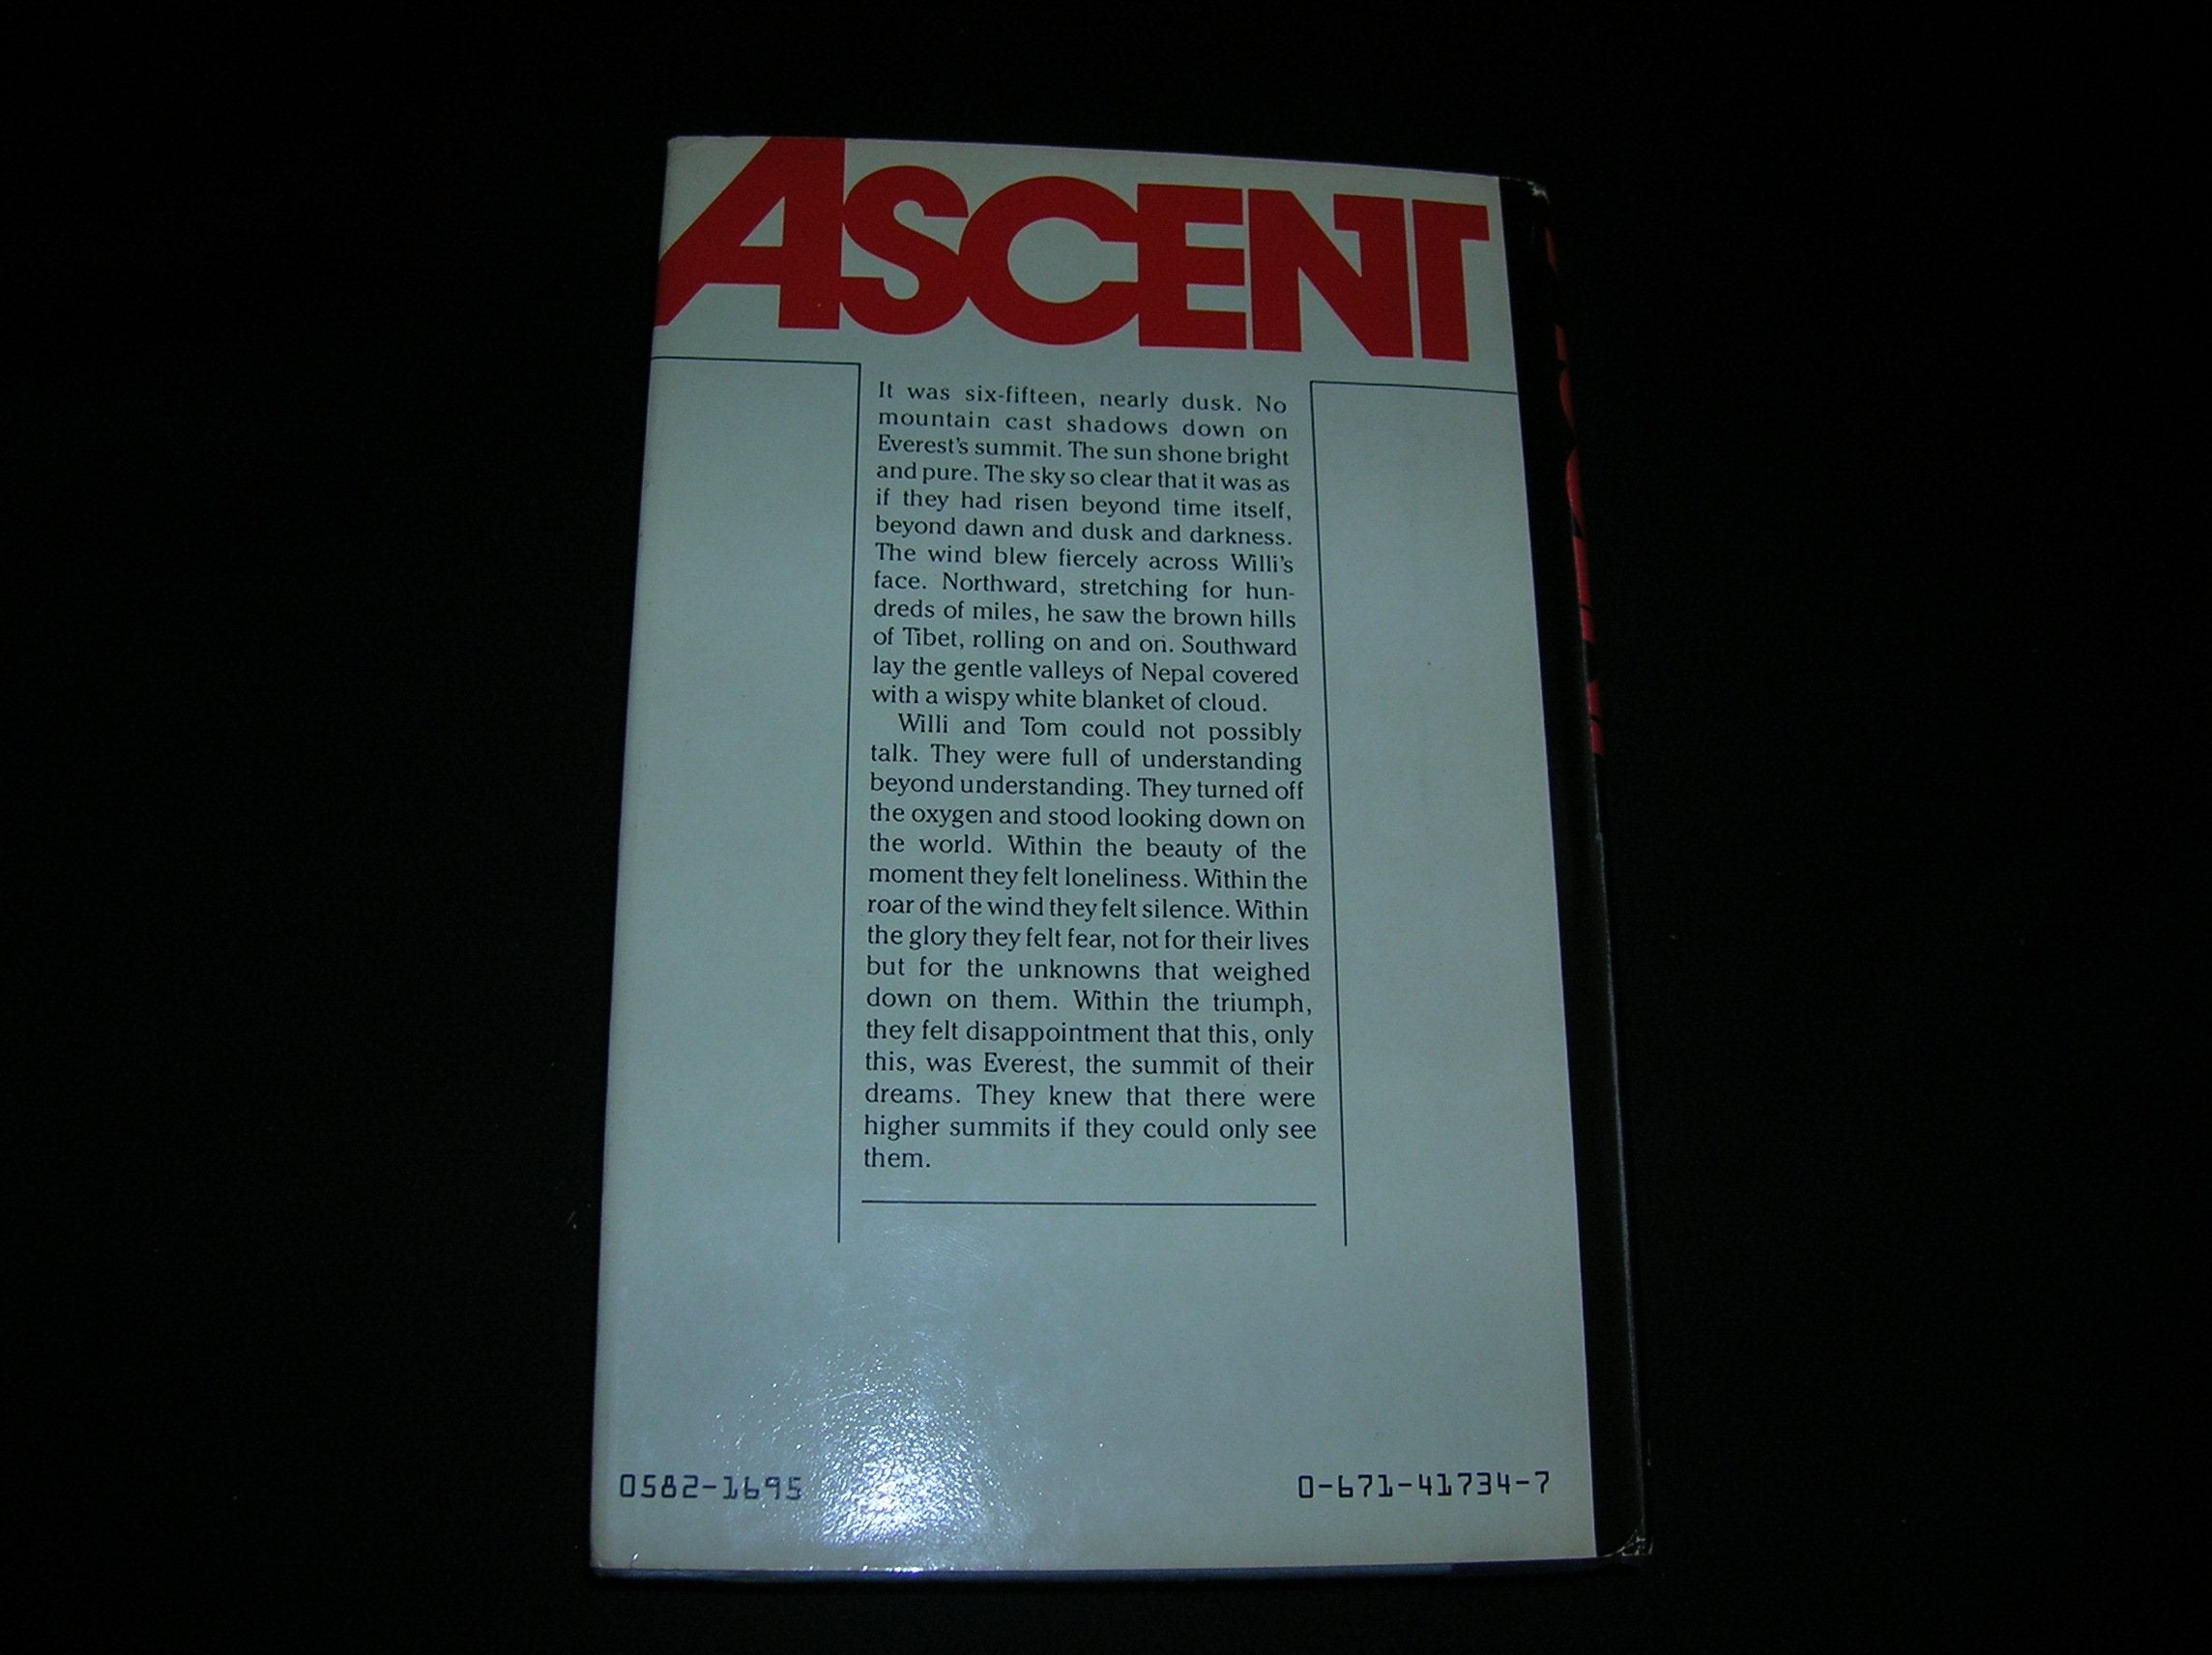 ASCENT
It was six-fifteen, nearly dusk. No
mountain cast shadows down on
Everest's summit. The sun shone bright
and pure. The sky so clear that it was as
if they had risen beyond time itself,
beyond dawn and dusk and darkness.
The wind blew fiercely across Willi's
face. Northward, stretching for hun-
dreds of miles, he saw the brown hills
of Tibet, rolling on and on. Southward
lay the gentle valleys of Nepal covered
with a wispy white blanket of cloud.
Willi and Tom could not possibly
talk. They were full of understanding
beyond understanding. They turned off
the oxygen and stood looking down on
the world. Within the beauty of the
moment they felt loneliness. Within the
roar of the wind they felt silence. Within
the glory they felt fear, not for their lives
but for the unknowns that weighed
down on them. Within the triumph,
they felt disappointment that this, only
this, was Everest, the summit of their
dreams. They knew that there were
higher summits if they could only see
them.
0582-1695
0-671-41734-7